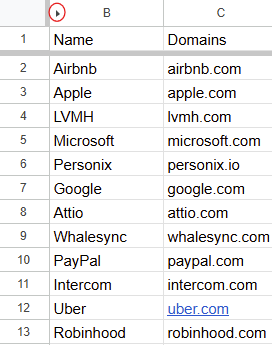 B C
1 Name Domains
2 Airbnb airbnb.com
3 Apple apple.com
4 LVMH lvmh.com
5 Microsoft microsoft.com
6 Personix personix.io
7 Google google.com
8 Attio attio.com
9 Whalesync whalesync.com
10 PayPal paypal.com
11 Intercom intercom.com
12 Uber uber.com
13 Robinhood robinhood.com